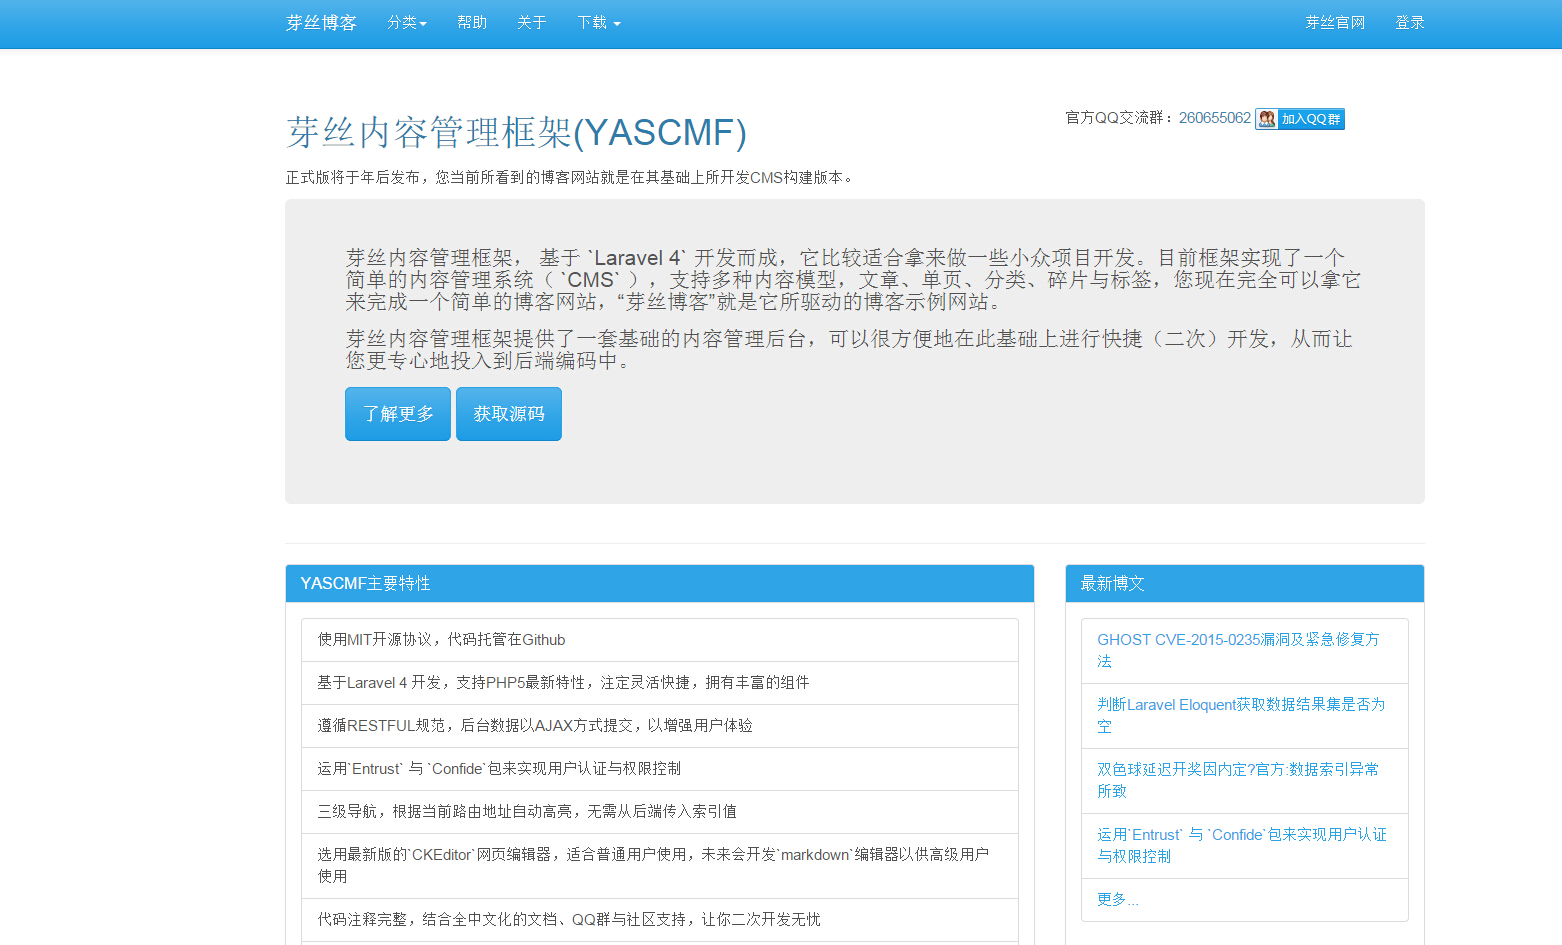 芽丝博客 分类 帮助 关于 下载 芽丝官网 登录
芽丝内容管理框架(YASCMF)
官方QQ交流群：260655062 加入QQ群
正式版将于年后发布，您当前所看到的博客网站就是在其基础上所开发CMS构建版本。
芽丝内容管理框架， 基于 `Laravel 4` 开发而成，它比较适合拿来做一些小众项目开发。目前框架实现了一个
简单的内容管理系统（ `CMS` ），支持多种内容模型，文章、单页、分类、碎片与标签，您现在完全可以拿它
来完成一个简单的博客网站，“芽丝博客”就是它所驱动的博客示例网站。
芽丝内容管理框架提供了一套基础的内容管理后台，可以很方便地在此基础上进行快捷（二次）开发，从而让
您更专心地投入到后端编码中。
了解更多 获取源码
YASCMF主要特性
使用MIT开源协议，代码托管在Github
基于Laravel 4 开发，支持PHP5最新特性，注定灵活快捷，拥有丰富的组件
遵循RESTFUL规范，后台数据以AJAX方式提交，以增强用户体验
运用`Entrust` 与 `Confide`包来实现用户认证与权限控制
三级导航，根据当前路由地址自动高亮，无需从后端传入索引值
选用最新版的`CKEditor`网页编辑器，适合普通用户使用，未来会开发`markdown`编辑器以供高级用户
使用
代码注释完整，结合全中文化的文档、QQ群与社区支持，让你二次开发无忧
最新博文
GHOST CVE-2015-0235漏洞及紧急修复方
法
判断Laravel Eloquent获取数据结果集是否为
空
双色球延迟开奖因内定?官方:数据索引异常
所致
运用`Entrust` 与 `Confide`包来实现用户认证
与权限控制
更多...